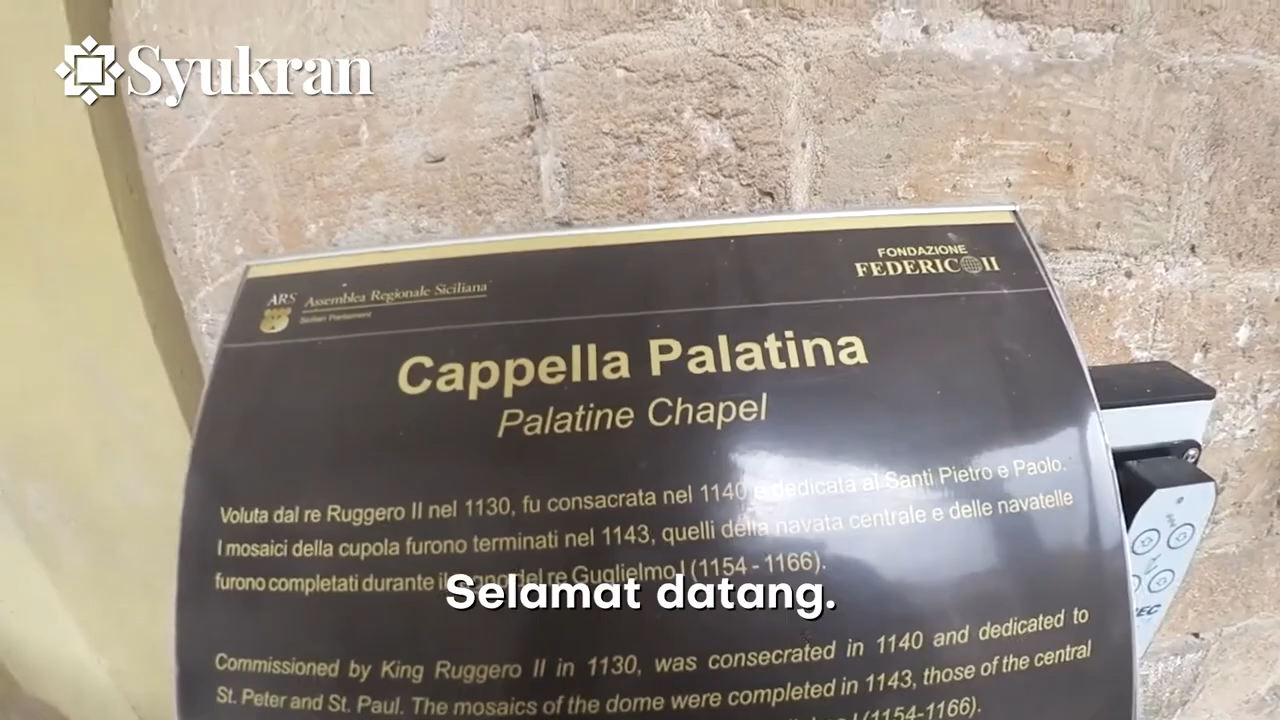 Syukran
FONDAZIONE
FEDERICO II
ARS Assemblea Regionale Siciliana
Sicilian Parliament
Cappella Palatina
Palatine Chapel
Voluta dal re Ruggero II nel 1130, fu consacrata nel 1140 e dedicata ai Santi Pietro e Paolo.
I mosaici della cupola furono terminati nel 1143, quelli della navata centrale e delle navatelle
furono completati durante il regno del re Guglielmo I (1154 - 1166).
Selamat datang.
Commissioned by King Ruggero II in 1130, was consecrated in 1140 and dedicated to
St. Peter and St. Paul. The mosaics of the dome were completed in 1143, those of the central
I (1154-1166).